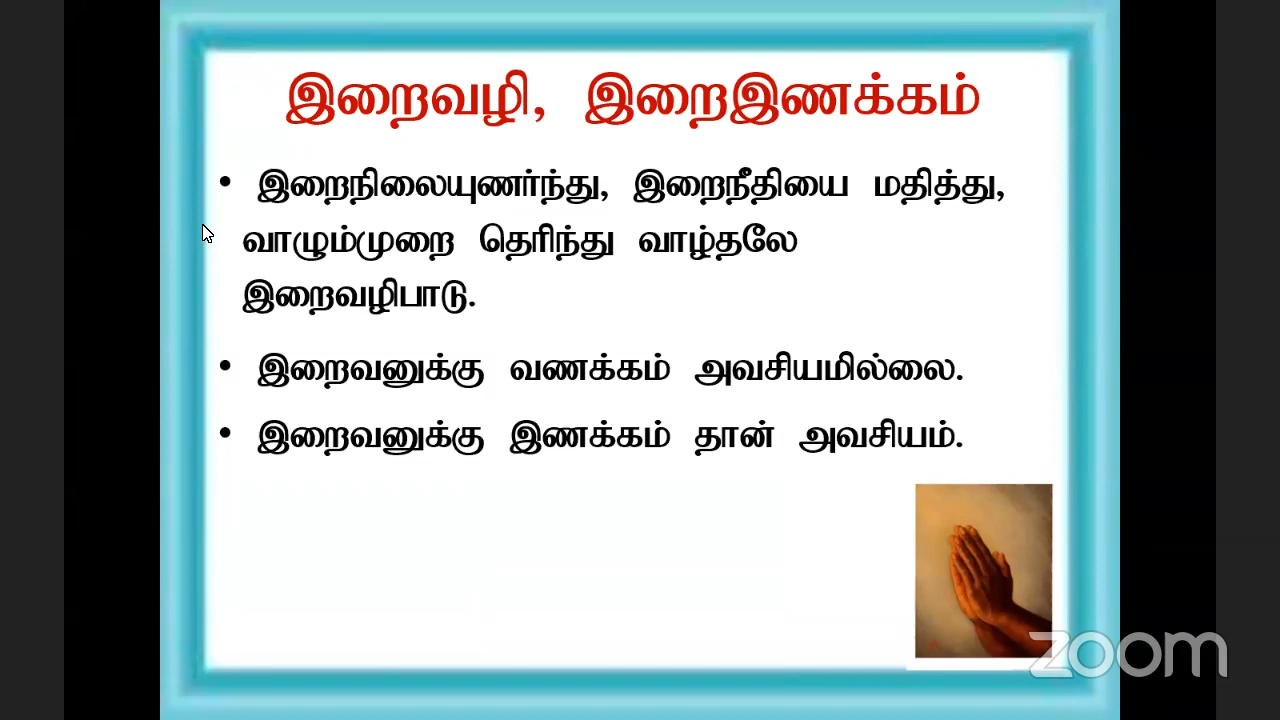 இறைவழி, இறைஇணக்கம்
• இறைநிலையுணர்ந்து, இறைநீதியை மதித்து,
வாழும்முறை தெரிந்து வாழ்தலே
இறைவழிபாடு.
• இறைவனுக்கு வணக்கம் அவசியமில்லை.
• இறைவனுக்கு இணக்கம் தான் அவசியம்.
zoom